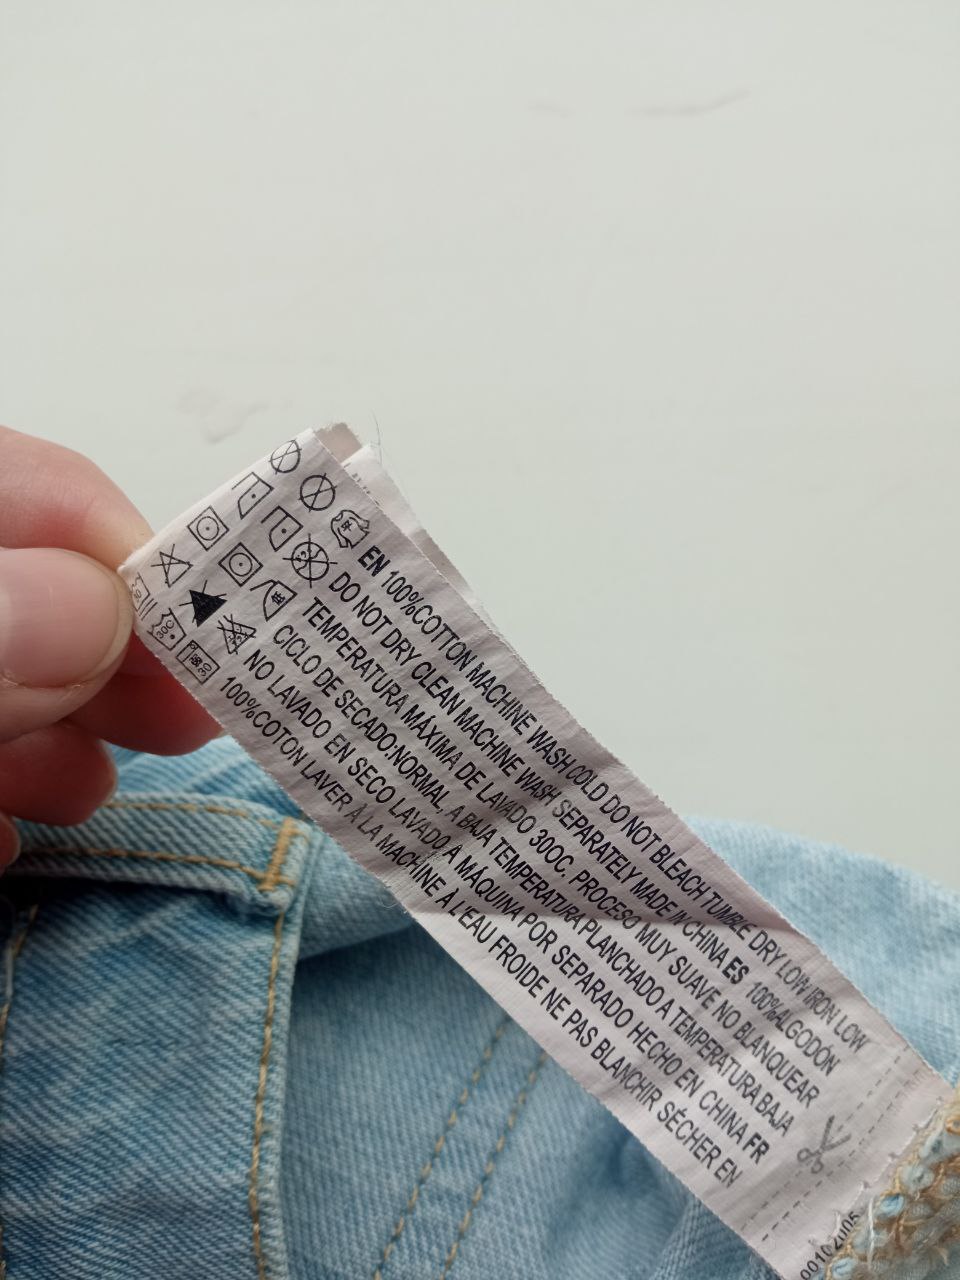 EN 100%COTTON MACHINE WASH COLD DO NOT BLEACH TUMBLE DRY LOW IRON LOW
DO NOT DRY CLEAN MACHINE WASH SEPARATELY MADE IN CHINA ES 100%ALGODÓN
TEMPERATURA MÁXIMA DE LAVADO 30OC, PROCESO MUY SUAVE NO BLANQUEAR
CICLO DE SECADO:NORMAL, A BAJA TEMPERATURA PLANCHADO A TEMPERATURA BAJA
NO LAVADO EN SECO LAVADO A MÁQUINA POR SEPARADO HECHO EN CHINA FR
100%COTON LAVER À LA MACHINE À L'EAU FROIDE NE PAS BLANCHIR SÉCHER EN
30C
30